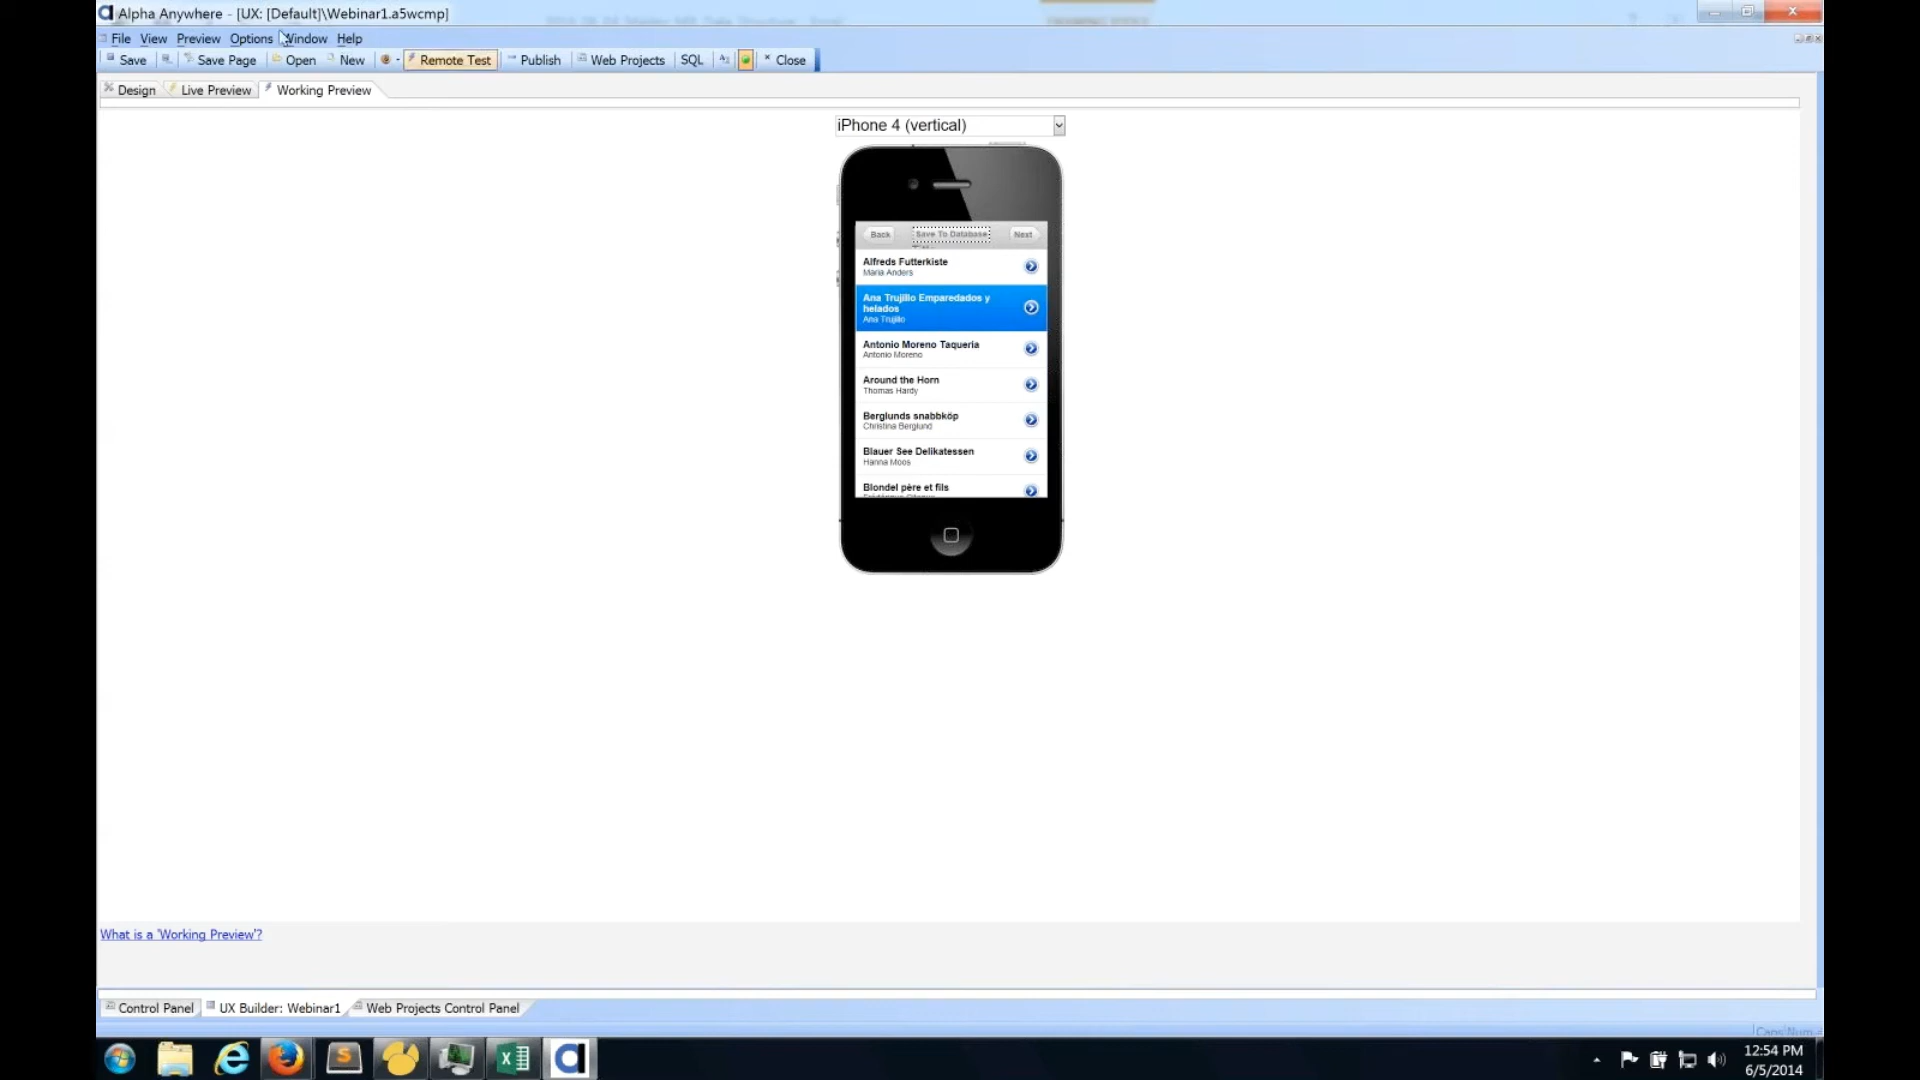 Alpha Anywhere - [UX: [Default]\Webinar1.a5wcmp]
File View Preview Options Window Help
Save Save Page Open New Remote Test Publish Web Projects SQL Close
Design Live Preview Working Preview
iPhone 4 (vertical)
Back Save To Database Next
Alfreds Futterkiste
Maria Anders
Ana Trujillo Emparedados y
helados
Ana Trujillo
Antonio Moreno Taqueria
Antonio Moreno
Around the Horn
Thomas Hardy
Berglunds snabbköp
Christina Berglund
Blauer See Delikatessen
Hanna Moos
Blondel père et fils
What is a 'Working Preview'?
Control Panel UX Builder: Webinar1 Web Projects Control Panel
Caps Num
12:54 PM
6/5/2014